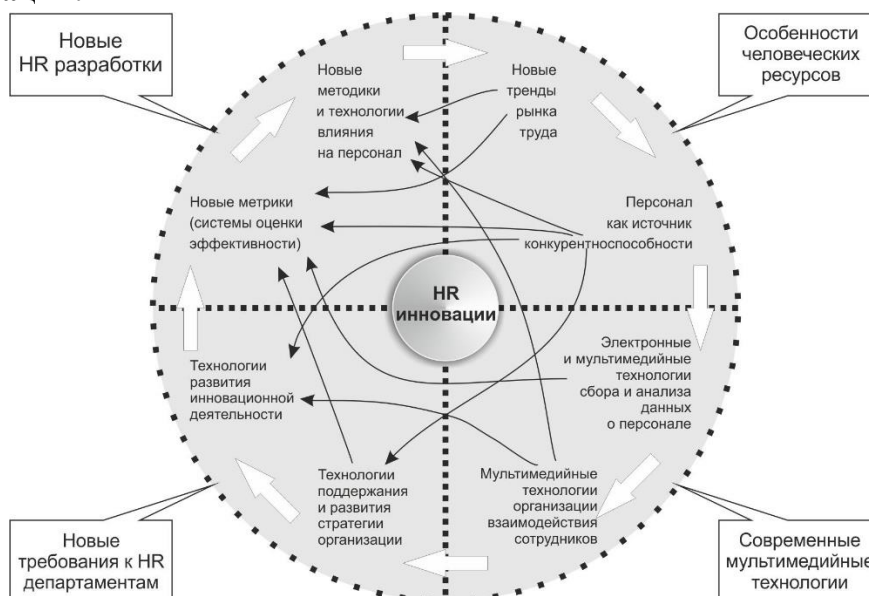 Новые
HR разработки
Особенности
человеческих
ресурсов
Новые
методики
и технологии
влияния
на персонал
Новые
тренды
рынка
труда
Новые метрики
(системы оценки
эффективности)
Персонал
как источник
конкурентноспособности
HR
инновации
Технологии
развития
инновационной
деятельности
Электронные
и мультимедийные
технологии
сбора и анализа
данных
о персонале
Технологии
поддержания
и развития
стратегии
организации
Мультимедийные
технологии
организации
взаимодействия
сотрудников
Новые
требования к HR
департаментам
Современные
мультимедийные
технологии